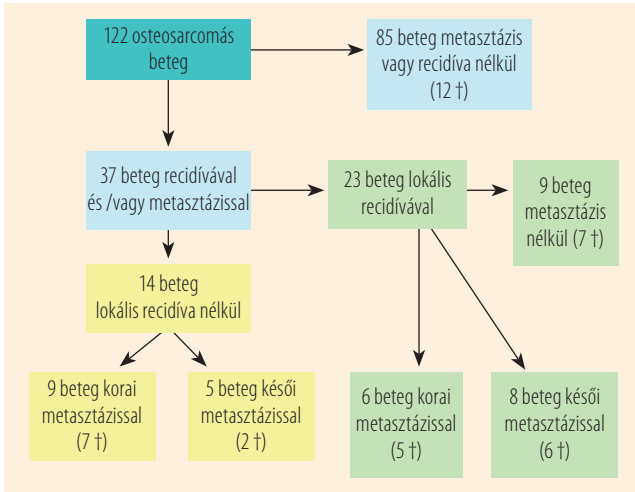 122 osteosarcomás
beteg
85 beteg metasztázis
vagy recidíva nélkül
(12 †)
37 beteg recidívával
és /vagy metasztázissal
23 beteg lokális
recidívával
9 beteg
metasztázis
nélkül (7 †)
14 beteg
lokális recidíva nélkül
9 beteg korai
metasztázissal
(7 †)
5 beteg késői
metasztázissal
(2 †)
6 beteg korai
metasztázissal
(5 †)
8 beteg késői
metasztázissal
(6 †)